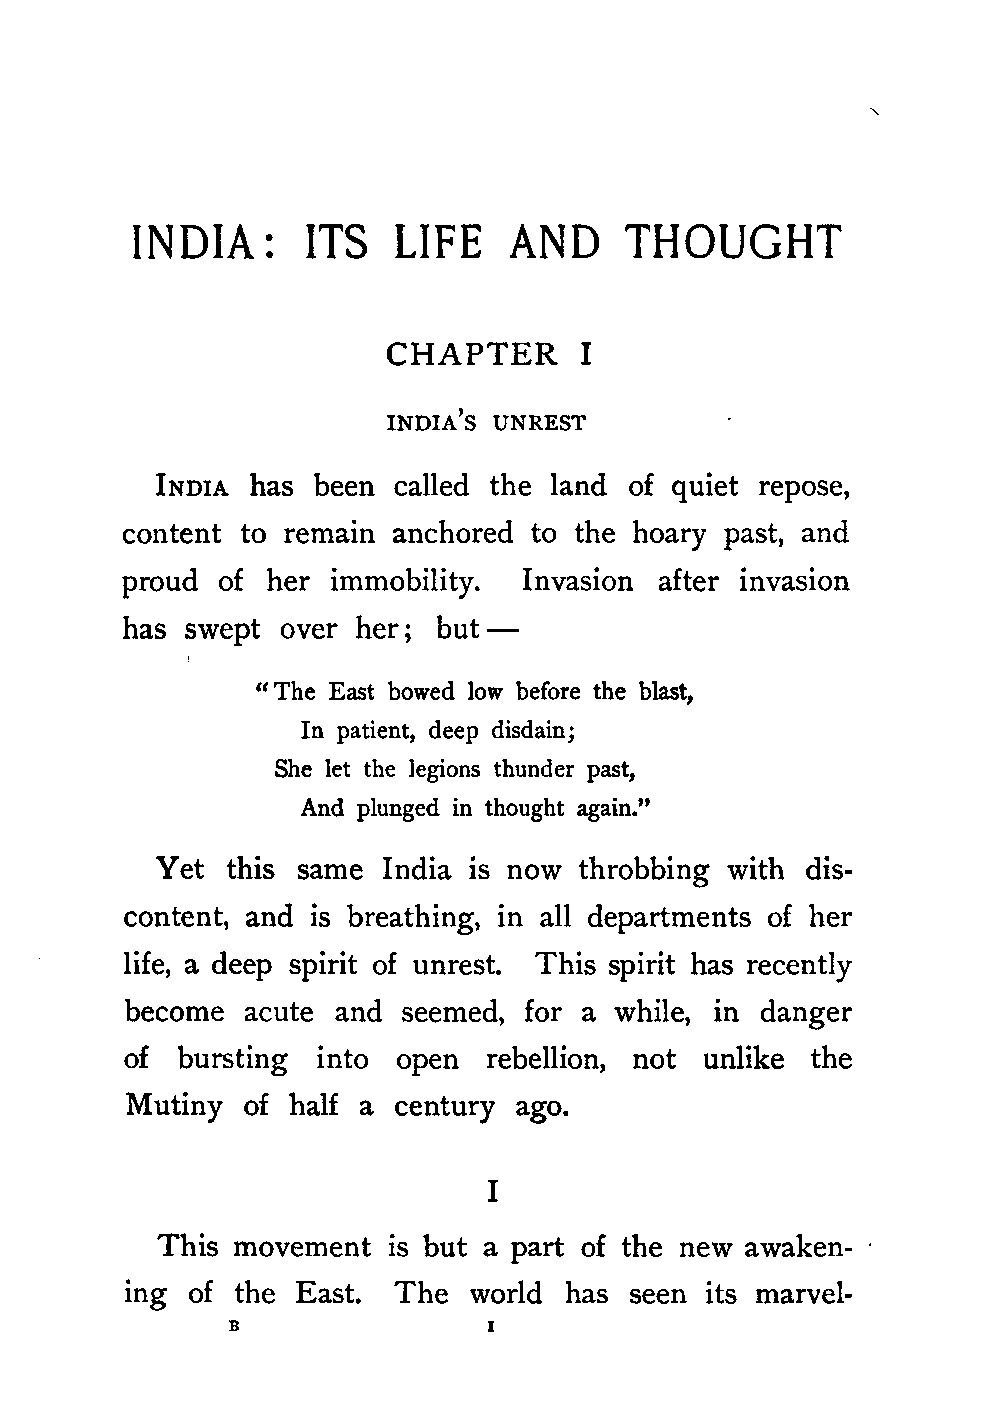 INDIA: ITS LIFE AND THOUGHT
CHAPTER I
INDIA'S UNREST
INDIA has been called the land of quiet repose,
content to remain anchored to the hoary past, and
proud of her immobility. Invasion after invasion
has swept over her; but —
"The East bowed low before the blast,
In patient, deep disdain;
She let the legions thunder past,
And plunged in thought again."
Yet this same India is now throbbing with dis-
content, and is breathing, in all departments of her
life, a deep spirit of unrest. This spirit has recently
become acute and seemed, for a while, in danger
of bursting into open rebellion, not unlike the
Mutiny of half a century ago.
I
This movement is but a part of the new awaken-
ing of the East. The world has seen its marvel-
B 1